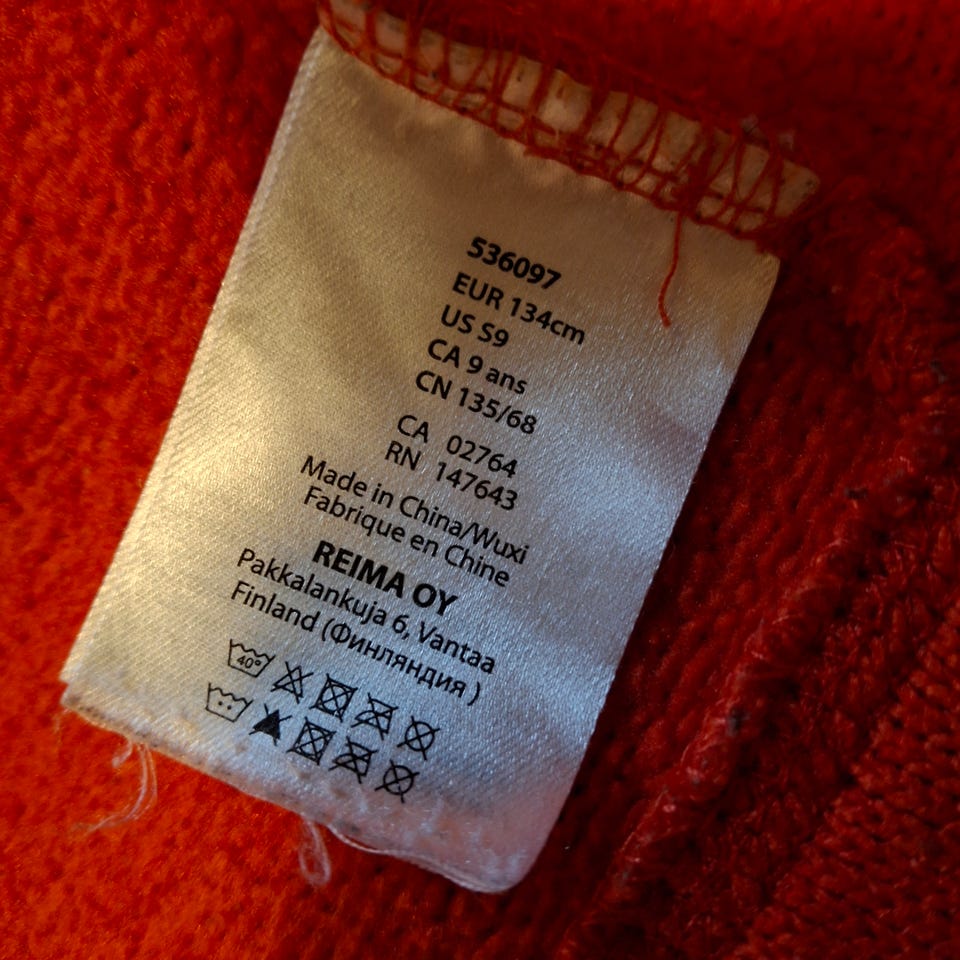 536097
EUR 134cm
US S9
CA 9 ans
CN 135/68
CA 02764
RN 147643
Made in China/Wuxi
Fabrique en Chine
REIMA OY
Pakkalankuja 6, Vantaa
Finland (Финляндия )
40°